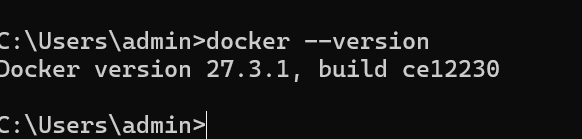 C:\Users\admin>docker --version
Docker version 27.3.1, build ce12230
C:\Users\admin>